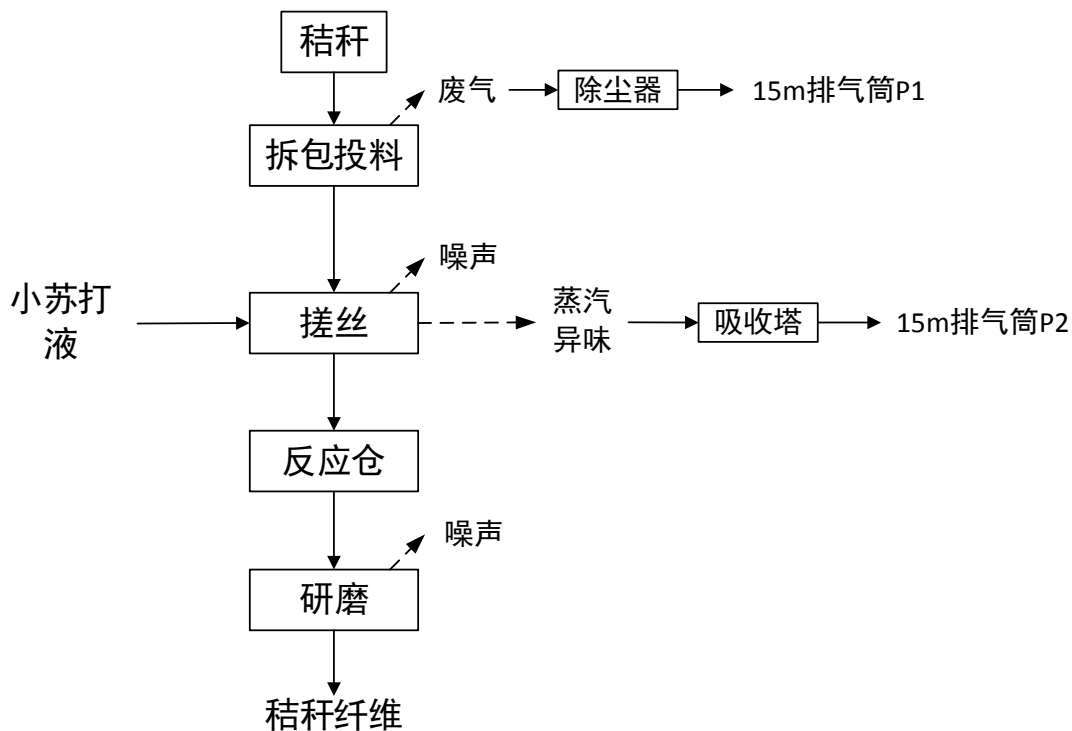 秸秆
废气
除尘器
15m排气筒P1
拆包投料
噪声
小苏打
液
搓丝
蒸汽
异味
吸收塔
15m排气筒P2
反应仓
噪声
研磨
秸秆纤维